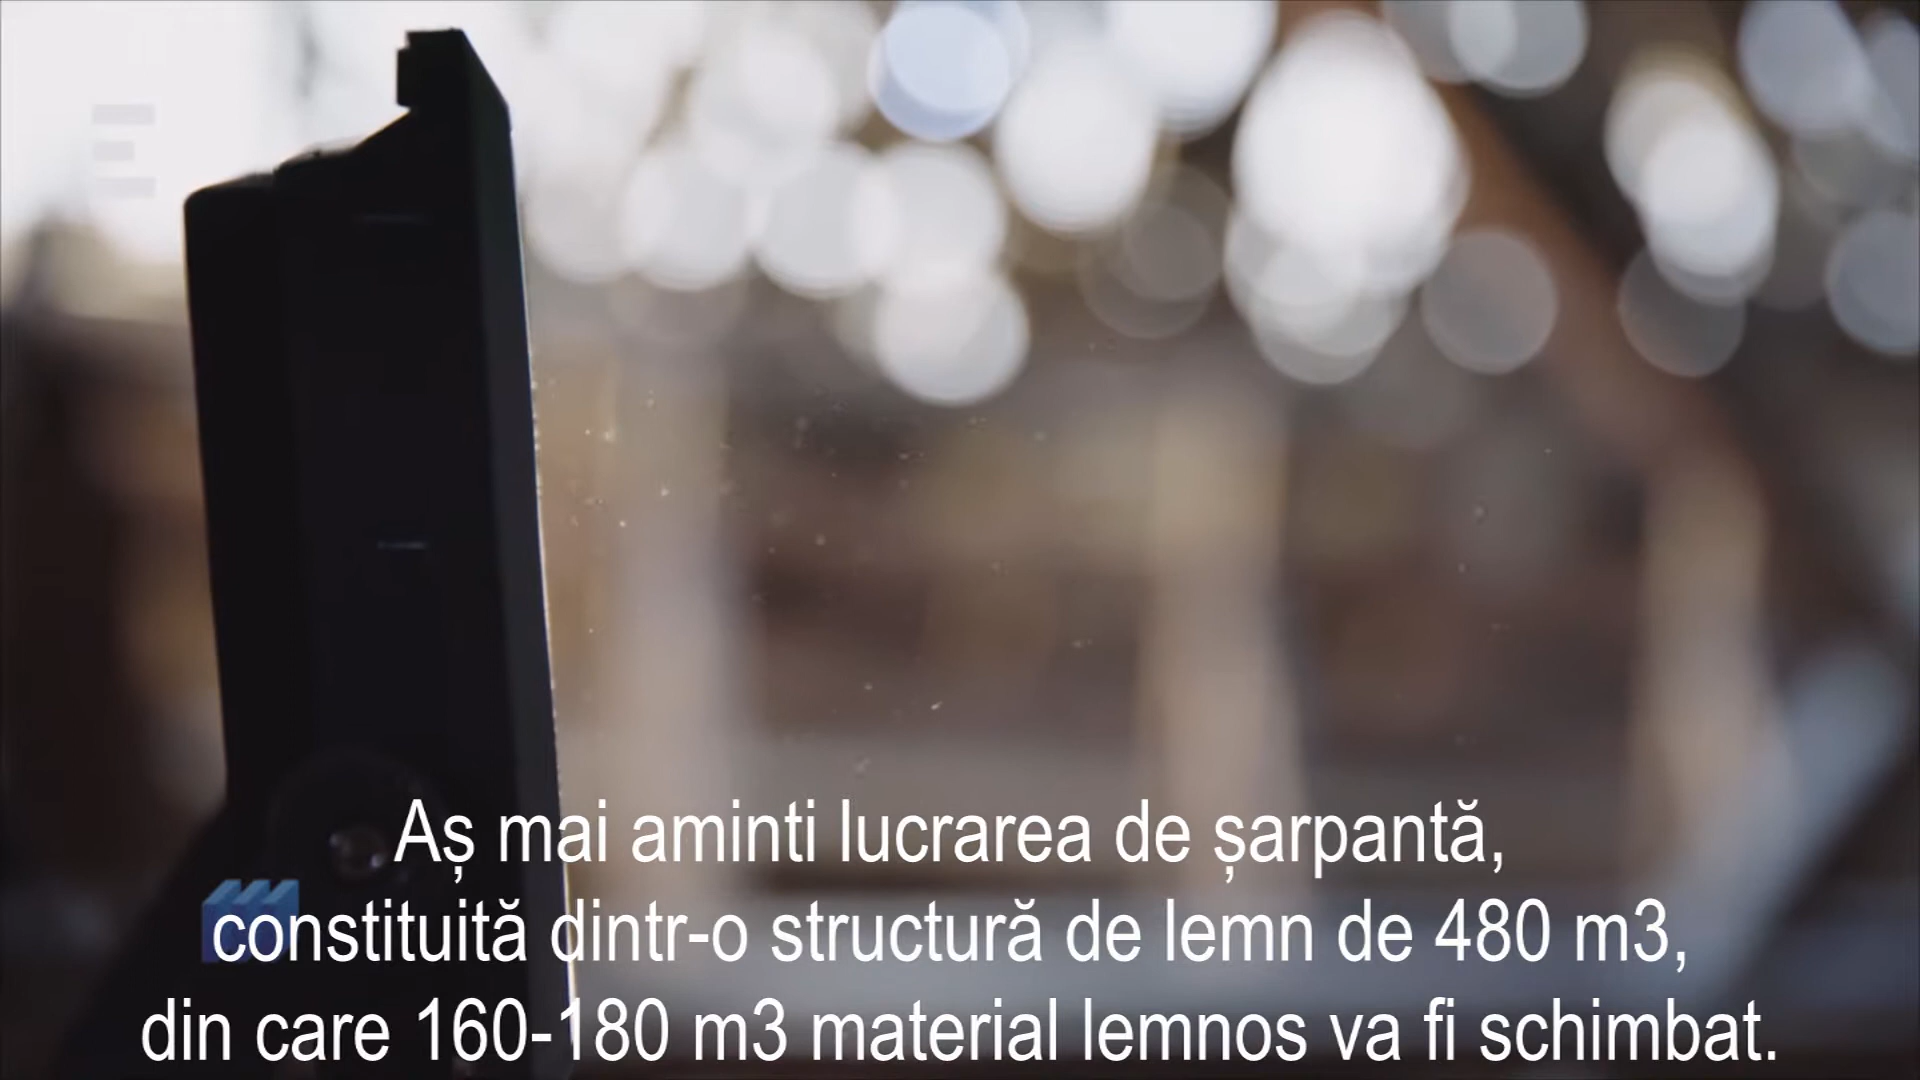 Aș mai aminti lucrarea de șarpantă,
constituită dintr-o structură de lemn de 480 m3,
din care 160-180 m3 material lemnos va fi schimbat.